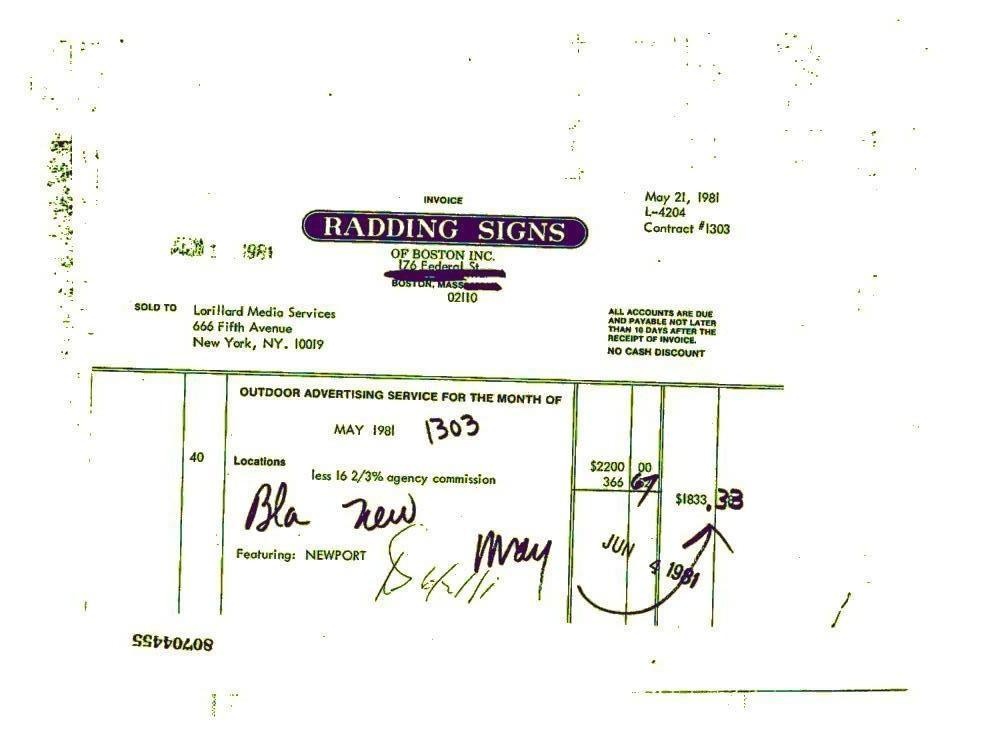 INVOICE
May 21, 1981
L-4204
Contract #1303
RADDING SIGNS
OF BOSTON INC.
176 Federal St.
BOSTON, MASS
02110
1 1981
SOLD TO Lorillard Media Services
666 Fifth Avenue
New York, NY. 10019
ALL ACCOUNTS ARE DUE
AND PAYABLE NOT LATER
THAN 10 DAYS AFTER THE
RECEIPT OF INVOICE.
NO CASH DISCOUNT
OUTDOOR ADVERTISING SERVICE FOR THE MONTH OF
MAY 1981 1303
40 Locations $2200 00
less 16 2/3% agency commission 366 67
$1833.33
Bla new May
Featuring: NEWPORT
JUN 4 1981
80704455